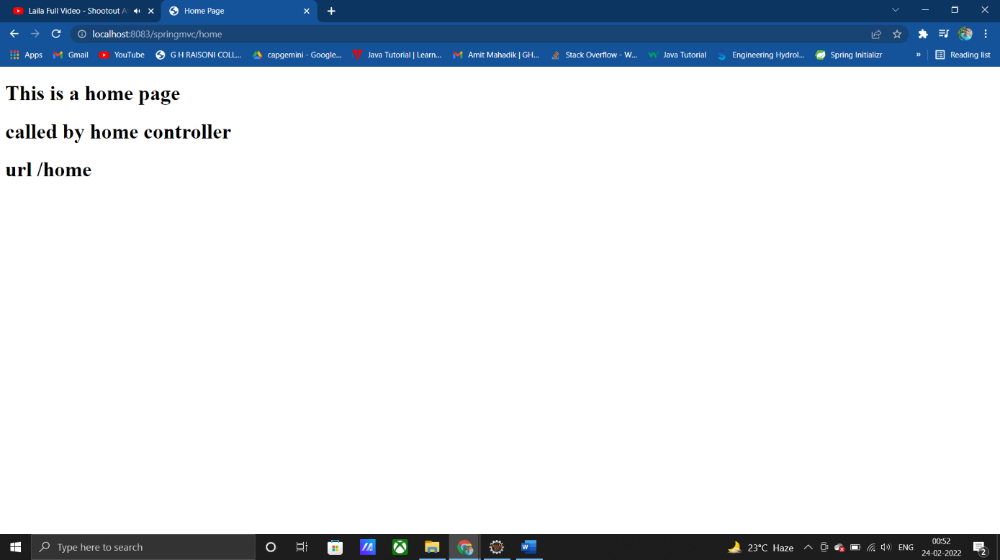 Laila Full Video - Shootout A
Home Page
localhost:8083/springmvc/home
Apps Gmail YouTube G H RAISONI COLL... capgemini - Google... Java Tutorial | Learn... Amit Mahadik | GH... Stack Overflow - W... Java Tutorial Engineering Hydrol... Spring Initializr » Reading list
This is a home page
called by home controller
url /home
Type here to search
23°C Haze
ENG
00:52
24-02-2022
2